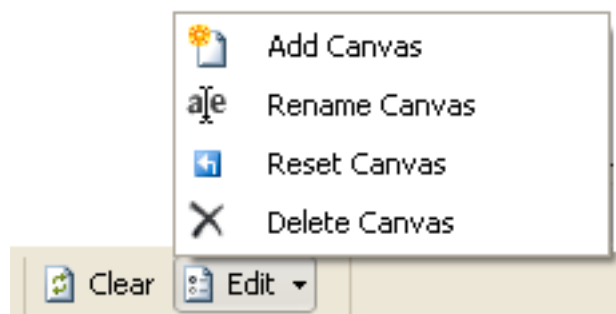 Add Canvas
Rename Canvas
Reset Canvas
Delete Canvas
Clear Edit